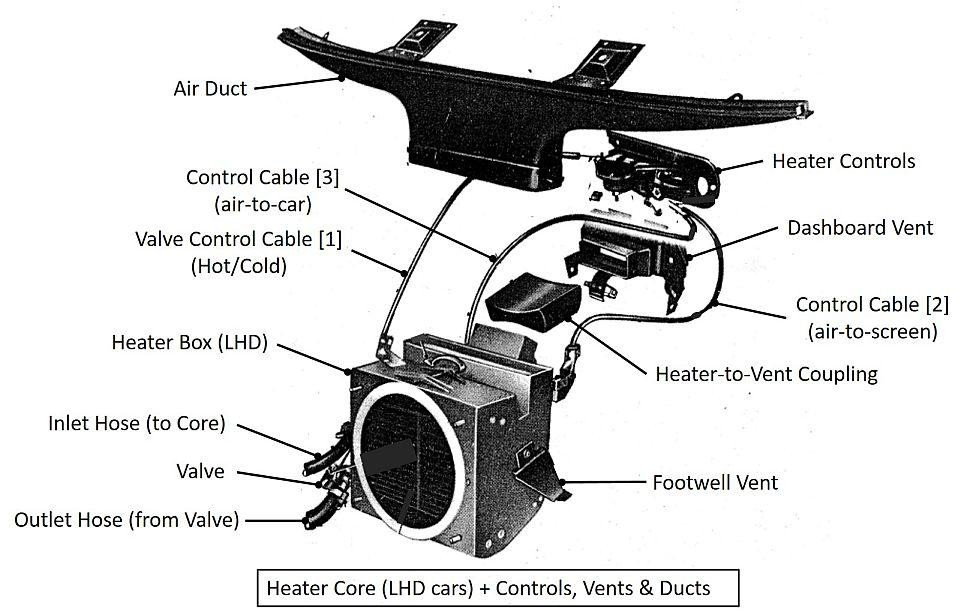 Air Duct
Heater Controls
Control Cable [3]
(air-to-car)
Dashboard Vent
Valve Control Cable [1]
(Hot/Cold)
Control Cable [2]
(air-to-screen)
Heater Box (LHD)
Heater-to-Vent Coupling
Inlet Hose (to Core)
Valve
Footwell Vent
Outlet Hose (from Valve)
Heater Core (LHD cars) + Controls, Vents & Ducts